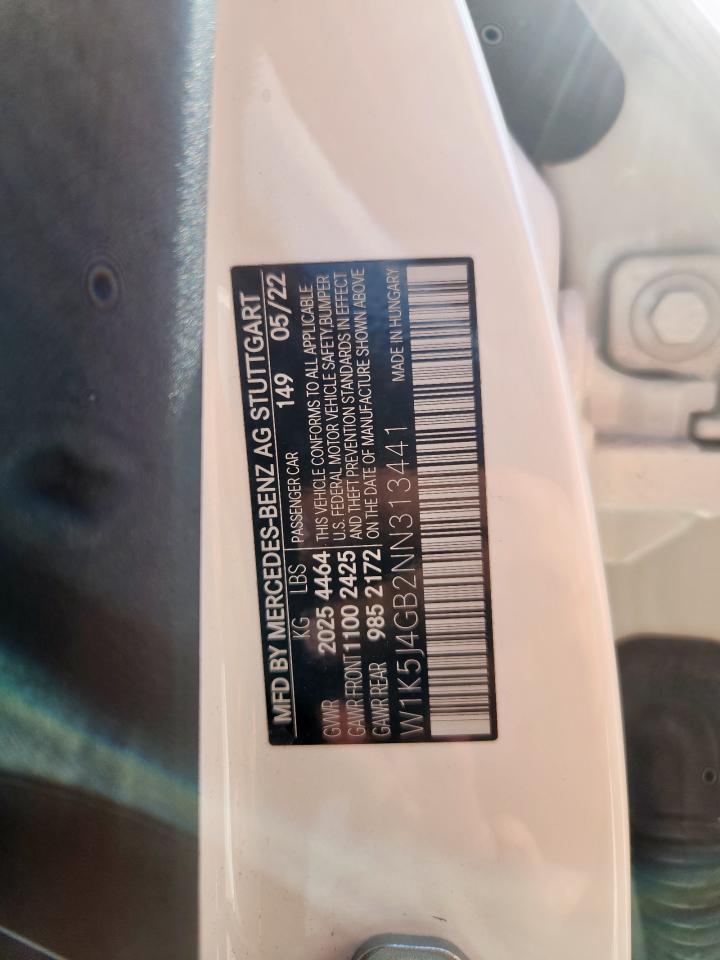 MFD BY MERCEDES-BENZ AG STUTTGART
KG LBS PASSENGER CAR 149 05/22
GVWR 2025 4464 THIS VEHICLE CONFORMS TO ALL APPLICABLE
U.S. FEDERAL MOTOR VEHICLE SAFETY,BUMPER
GAWR FRONT 1100 2425 AND THEFT PREVENTION STANDARDS IN EFFECT
GAWR REAR 985 2172 ON THE DATE OF MANUFACTURE SHOWN ABOVE
W1K5J4GB2NN313441 MADE IN HUNGARY